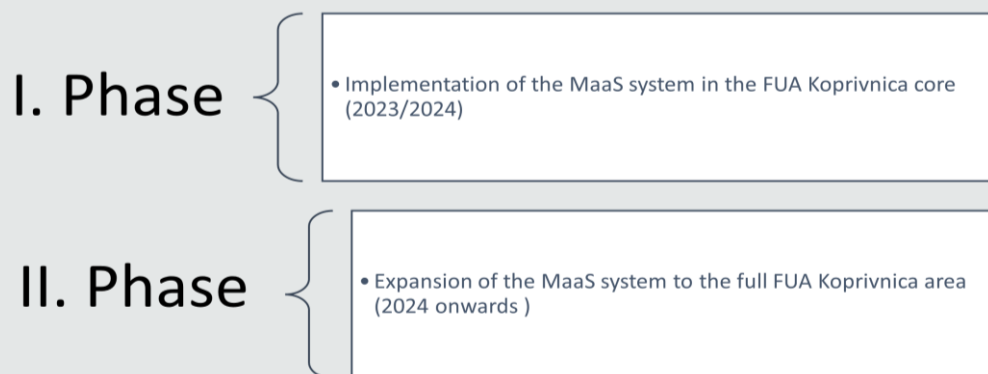 I. Phase
• Implementation of the MaaS system in the FUA Koprivnica core
(2023/2024)
II. Phase
• Expansion of the MaaS system to the full FUA Koprivnica area
(2024 onwards )